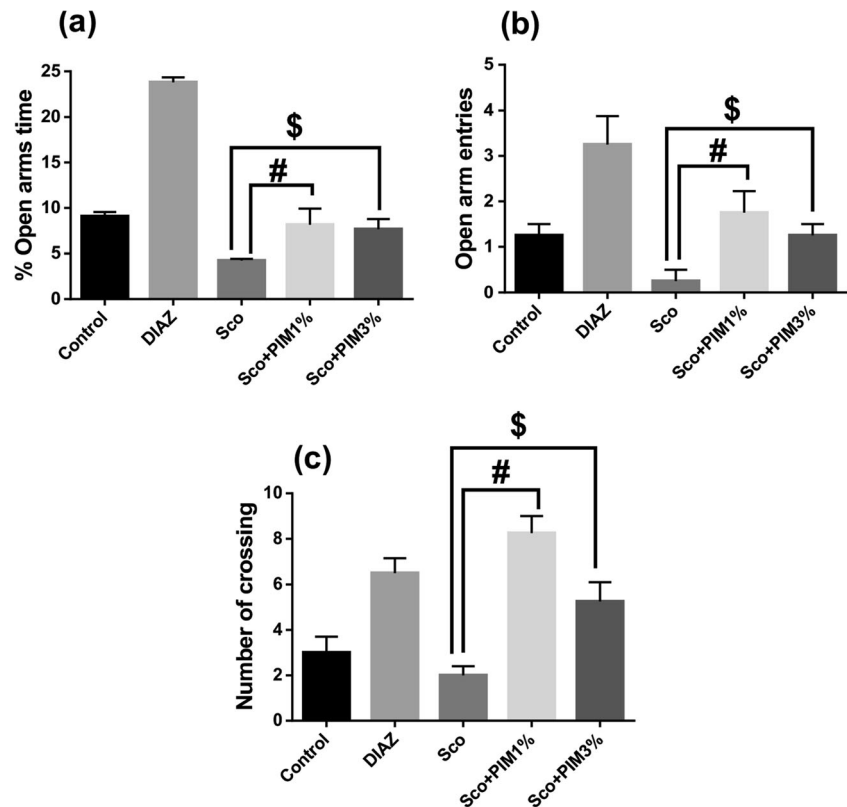 (a)
% Open arms time
25
20
15
10
5
0
$
#
Control
DIAZ
Sco
Sco+PIM1%
Sco+PIM3%
(b)
Open arm entries
5
4
3
2
1
0
$
#
Control
DIAZ
Sco
Sco+PIM1%
Sco+PIM3%
(c)
Number of crossing
10
8
6
4
2
0
$
#
Control
DIAZ
Sco
Sco+PIM1%
Sco+PIM3%